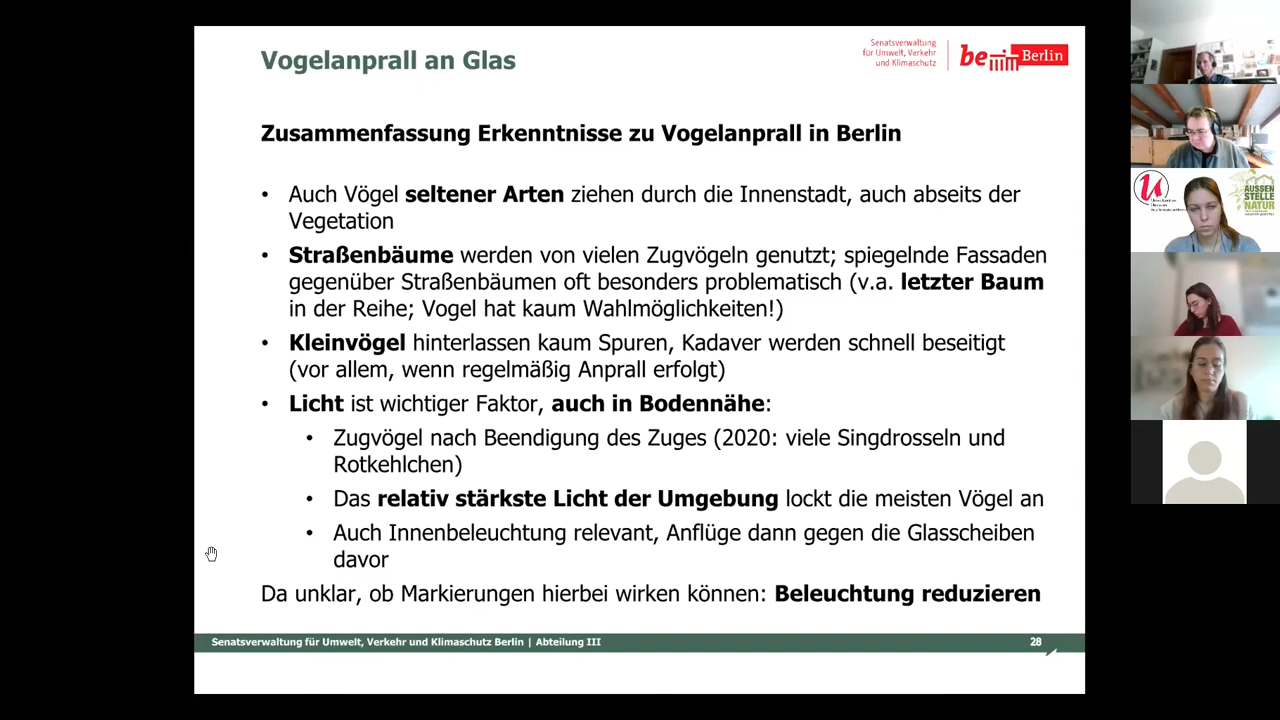 Vogelanprall an Glas
Senatsverwaltung
für Umwelt, Verkehr
und Klimaschutz
be Berlin
Zusammenfassung Erkenntnisse zu Vogelanprall in Berlin
• Auch Vögel seltener Arten ziehen durch die Innenstadt, auch abseits der
Vegetation
• Straßenbäume werden von vielen Zugvögeln genutzt; spiegelnde Fassaden
gegenüber Straßenbäumen oft besonders problematisch (v.a. letzter Baum
in der Reihe; Vogel hat kaum Wahlmöglichkeiten!)
• Kleinvögel hinterlassen kaum Spuren, Kadaver werden schnell beseitigt
(vor allem, wenn regelmäßig Anprall erfolgt)
• Licht ist wichtiger Faktor, auch in Bodennähe:
• Zugvögel nach Beendigung des Zuges (2020: viele Singdrosseln und
Rotkehlchen)
• Das relativ stärkste Licht der Umgebung lockt die meisten Vögel an
• Auch Innenbeleuchtung relevant, Anflüge dann gegen die Glasscheiben
davor
Da unklar, ob Markierungen hierbei wirken können: Beleuchtung reduzieren
Senatsverwaltung für Umwelt, Verkehr und Klimaschutz Berlin | Abteilung III
28
AUSSEN
STELLE
NATUR